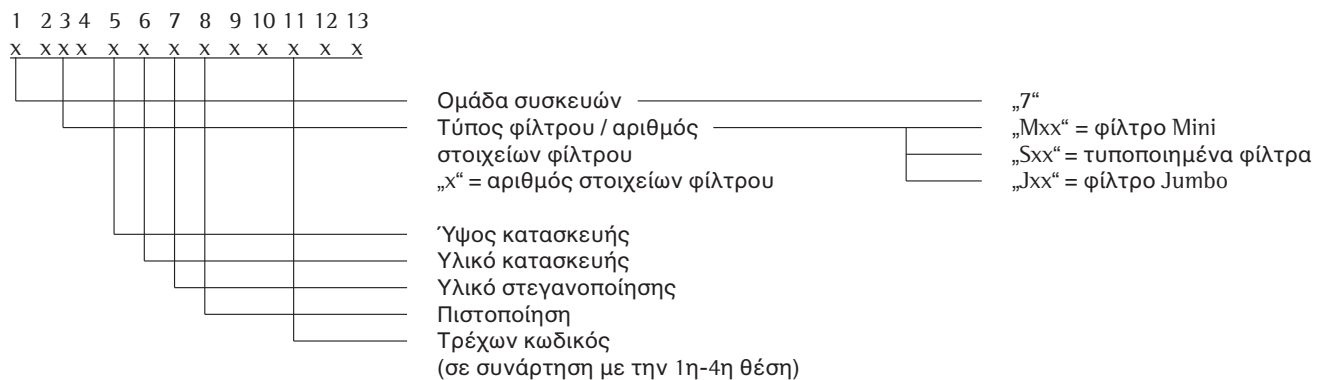 1 2 3 4 5 6 7 8 9 10 11 12 13
x x x x x x x x x x x x x
Ομάδα συσκευών „7“
Τύπος φίλτρου / αριθμός „Mxx“ = φίλτρο Mini
στοιχείων φίλτρου „Sxx“ = τυποποιημένα φίλτρα
„x“ = αριθμός στοιχείων φίλτρου „Jxx“ = φίλτρο Jumbo
Ύψος κατασκευής
Υλικό κατασκευής
Υλικό στεγανοποίησης
Πιστοποίηση
Τρέχων κωδικός
(σε συνάρτηση με την 1η-4η θέση)